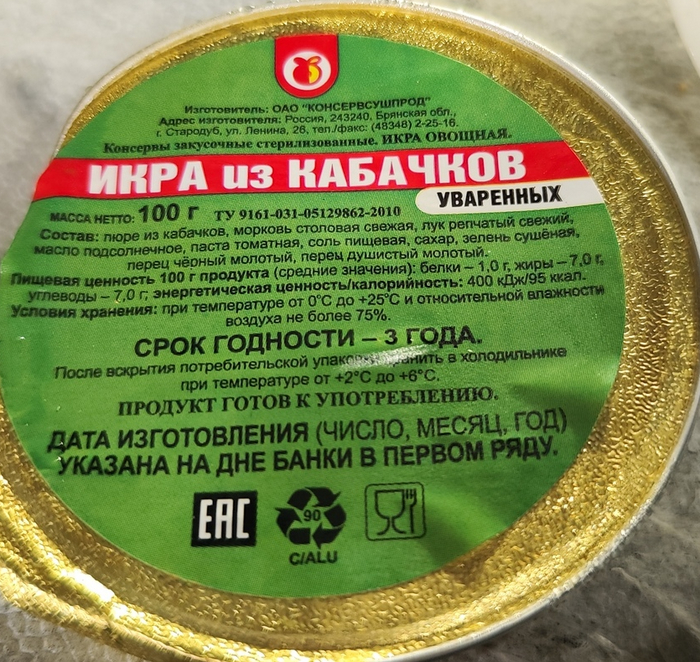 Изготовитель: ОАО "КОНСЕРВСУШПРОД"
Адрес изготовителя: Россия, 243240, Брянская обл.,
г. Стародуб, ул. Ленина, 26, тел./факс: (48348) 2-25-16.
Консервы закусочные стерилизованные. ИКРА ОВОЩНАЯ.
ИКРА из КАБАЧКОВ
УВАРЕННЫХ
МАССА НЕТТО: 100 г ТУ 9161-031-05129862-2010
Состав: пюре из кабачков, морковь столовая свежая, лук репчатый свежий,
масло подсолнечное, паста томатная, соль пищевая, сахар, зелень сушёная,
перец чёрный молотый, перец душистый молотый.
Пищевая ценность 100 г продукта (средние значения): белки – 1,0 г, жиры – 7,0 г,
углеводы – 7,0 г; энергетическая ценность/калорийность: 400 кДж/95 ккал.
Условия хранения: при температуре от 0°С до +25°С и относительной влажности
воздуха не более 75%.
СРОК ГОДНОСТИ – 3 ГОДА.
После вскрытия потребительской хранить в холодильнике
при температуре от +2°С до +6°С.
ПРОДУКТ ГОТОВ К УПОТРЕБЛЕНИЮ.
ДАТА ИЗГОТОВЛЕНИЯ (ЧИСЛО, МЕСЯЦ, ГОД)
УКАЗАНА НА ДНЕ БАНКИ В ПЕРВОМ РЯДУ.
ЕАС
90
C/ALU